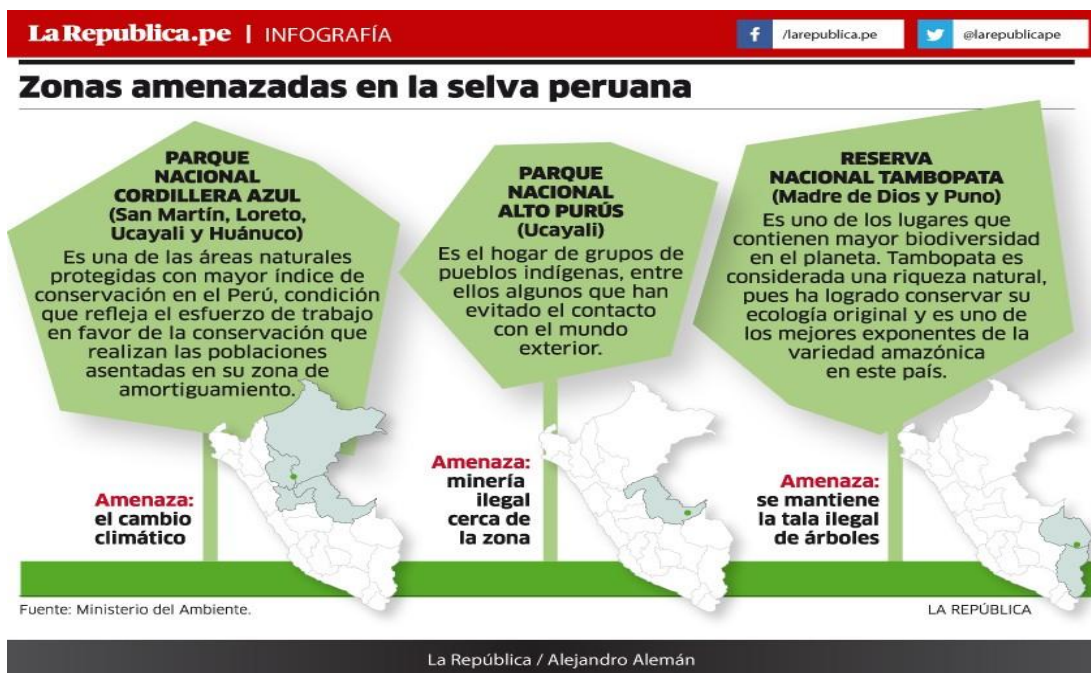 LaRepublica.pe | INFOGRAFÍA
/larepublica.pe
@larepublicape
Zonas amenazadas en la selva peruana
PARQUE
NACIONAL
CORDILLERA AZUL
(San Martín, Loreto,
Ucayali y Huánuco)
Es una de las áreas naturales
protegidas con mayor índice de
conservación en el Perú, condición
que refleja el esfuerzo de trabajo
en favor de la conservación que
realizan las poblaciones
asentadas en su zona de
amortiguamiento.
Amenaza:
el cambio
climático
PARQUE
NACIONAL
ALTO PURÚS
(Ucayali)
Es el hogar de grupos de
pueblos indígenas, entre
ellos algunos que han
evitado el contacto
con el mundo
exterior.
Amenaza:
minería
ilegal
cerca de
la zona
RESERVA
NACIONAL TAMBOPATA
(Madre de Dios y Puno)
Es uno de los lugares que
contienen mayor biodiversidad
en el planeta. Tambopata es
considerada una riqueza natural,
pues ha logrado conservar su
ecología original y es uno de
los mejores exponentes de la
variedad amazónica
en este país.
Amenaza:
se mantiene
la tala ilegal
de árboles
Fuente: Ministerio del Ambiente.
LA REPÚBLICA
La República / Alejandro Alemán